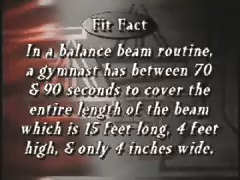 Fit Fact
In a balance beam routine,
a gymnast has between 70
& 90 seconds to cover the
entire length of the beam
which is 15 feet long, 4 feet
high, & only 4 inches wide.